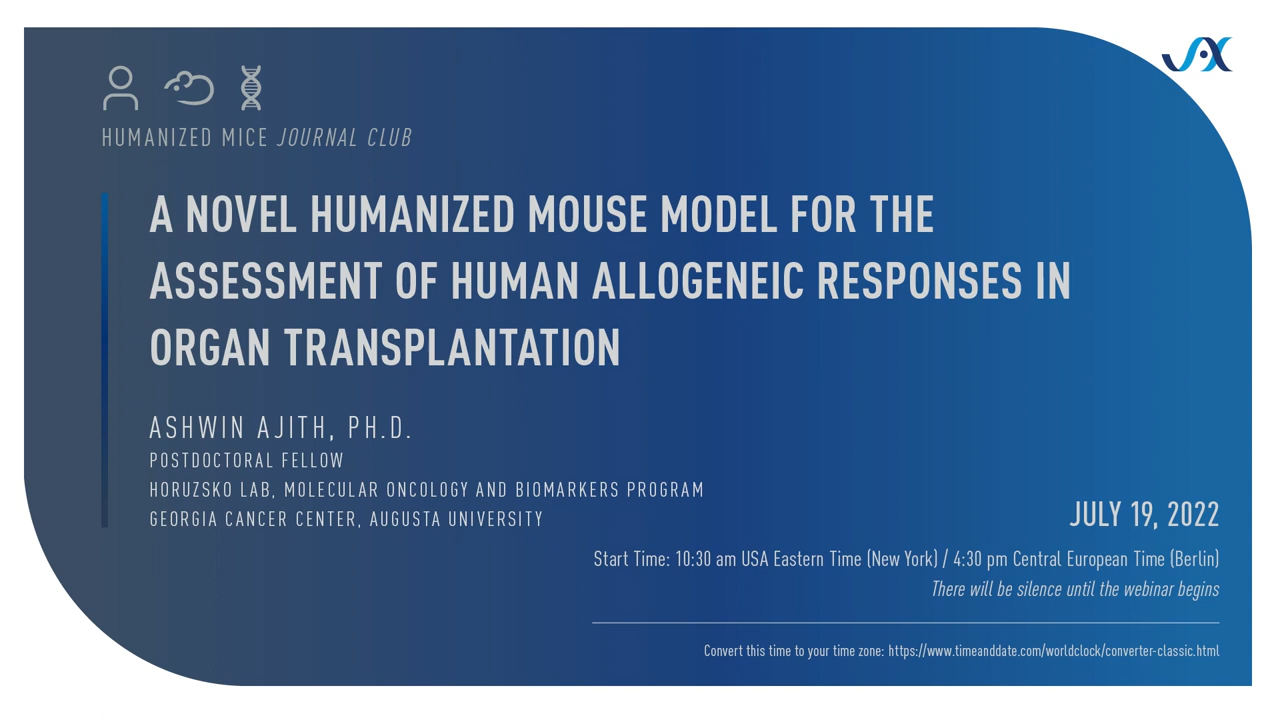 JAX
HUMANIZED MICE JOURNAL CLUB
A NOVEL HUMANIZED MOUSE MODEL FOR THE
ASSESSMENT OF HUMAN ALLOGENEIC RESPONSES IN
ORGAN TRANSPLANTATION
ASHWIN AJITH, PH.D.
POSTDOCTORAL FELLOW
HORUZSKO LAB, MOLECULAR ONCOLOGY AND BIOMARKERS PROGRAM
GEORGIA CANCER CENTER, AUGUSTA UNIVERSITY
JULY 19, 2022
Start Time: 10:30 am USA Eastern Time (New York) / 4:30 pm Central European Time (Berlin)
There will be silence until the webinar begins
Convert this time to your time zone: https://www.timeanddate.com/worldclock/converter-classic.html